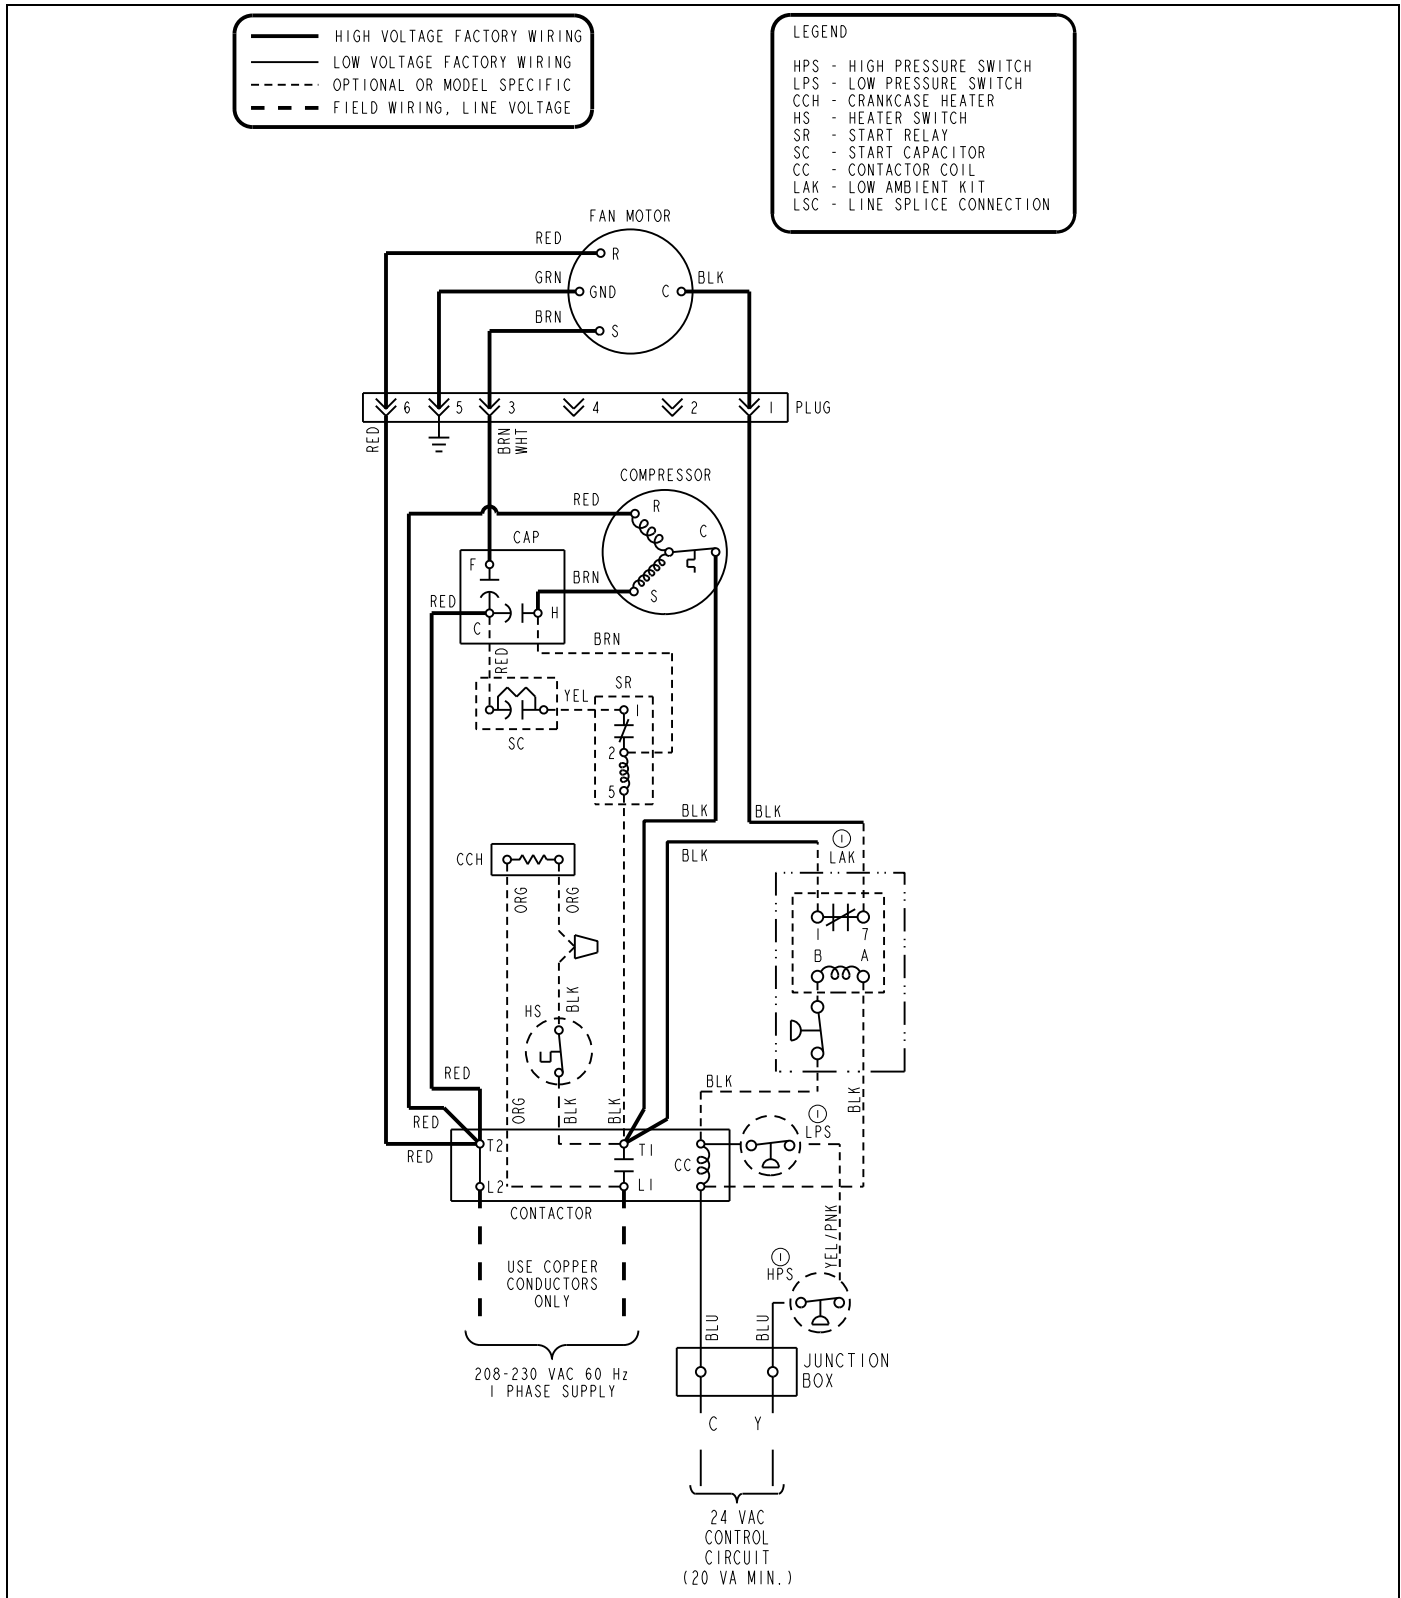 HIGH VOLTAGE FACTORY WIRING
LOW VOLTAGE FACTORY WIRING
OPTIONAL OR MODEL SPECIFIC
FIELD WIRING, LINE VOLTAGE
LEGEND
HPS - HIGH PRESSURE SWITCH
LPS - LOW PRESSURE SWITCH
CCH - CRANKCASE HEATER
HS - HEATER SWITCH
SR - START RELAY
SC - START CAPACITOR
CC - CONTACTOR COIL
LAK - LOW AMBIENT KIT
LSC - LINE SPLICE CONNECTION
FAN MOTOR
RED
R
GRN
GND
C
BLK
BRN
S
6
5
3
4
2
1
PLUG
RED
BRN
WHT
COMPRESSOR
RED
R
C
CAP
F
BRN
S
RED
H
C
BRN
RED
SR
YEL
1
SC
2
5
BLK
BLK
1
BLK
LAK
CCH
ORG
ORG
1
7
B
A
BLK
HS
RED
BLK
BLK
ORG
BLK
BLK
1
LPS
RED
RED
T2
T1
CC
L2
L1
CONTACTOR
YEL/PNK
1
HPS
USE COPPER
CONDUCTORS
ONLY
BLU
BLU
208-230 VAC 60 Hz
1 PHASE SUPPLY
JUNCTION
BOX
C
Y
24 VAC
CONTROL
CIRCUIT
(20 VA MIN.)